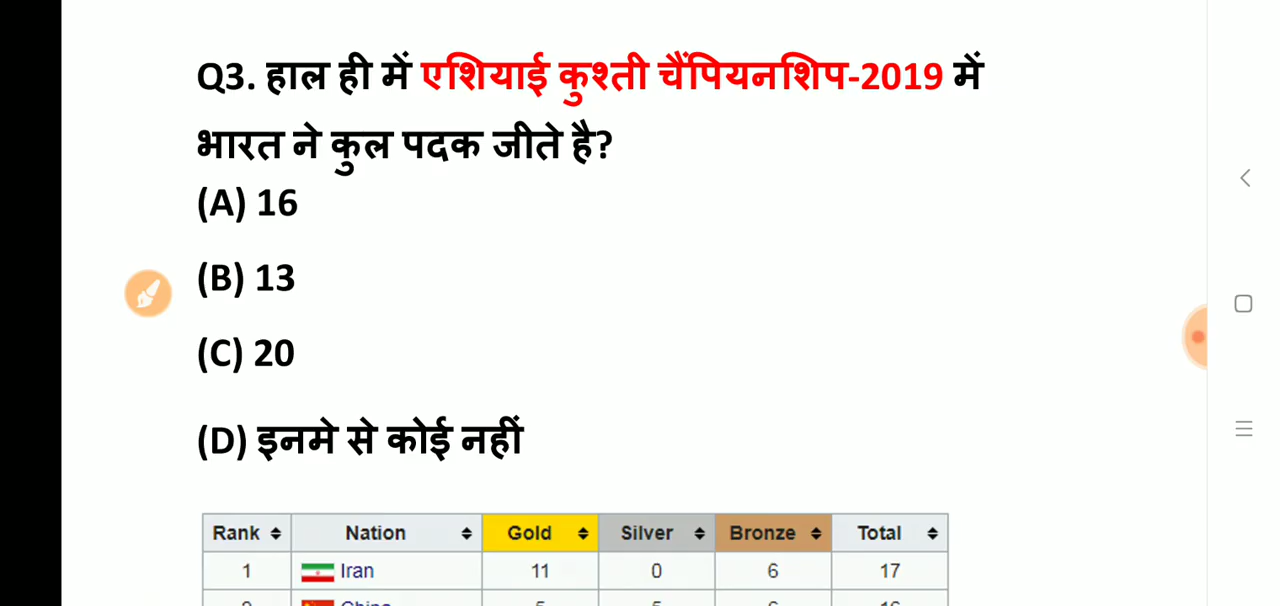 Q3. हाल ही में एशियाई कुश्ती चैंपियनशिप-2019 में
भारत ने कुल पदक जीते है?
(A) 16
(B) 13
(C) 20
(D) इनमे से कोई नहीं
Rank Nation Gold Silver Bronze Total
1 Iran 11 0 6 17